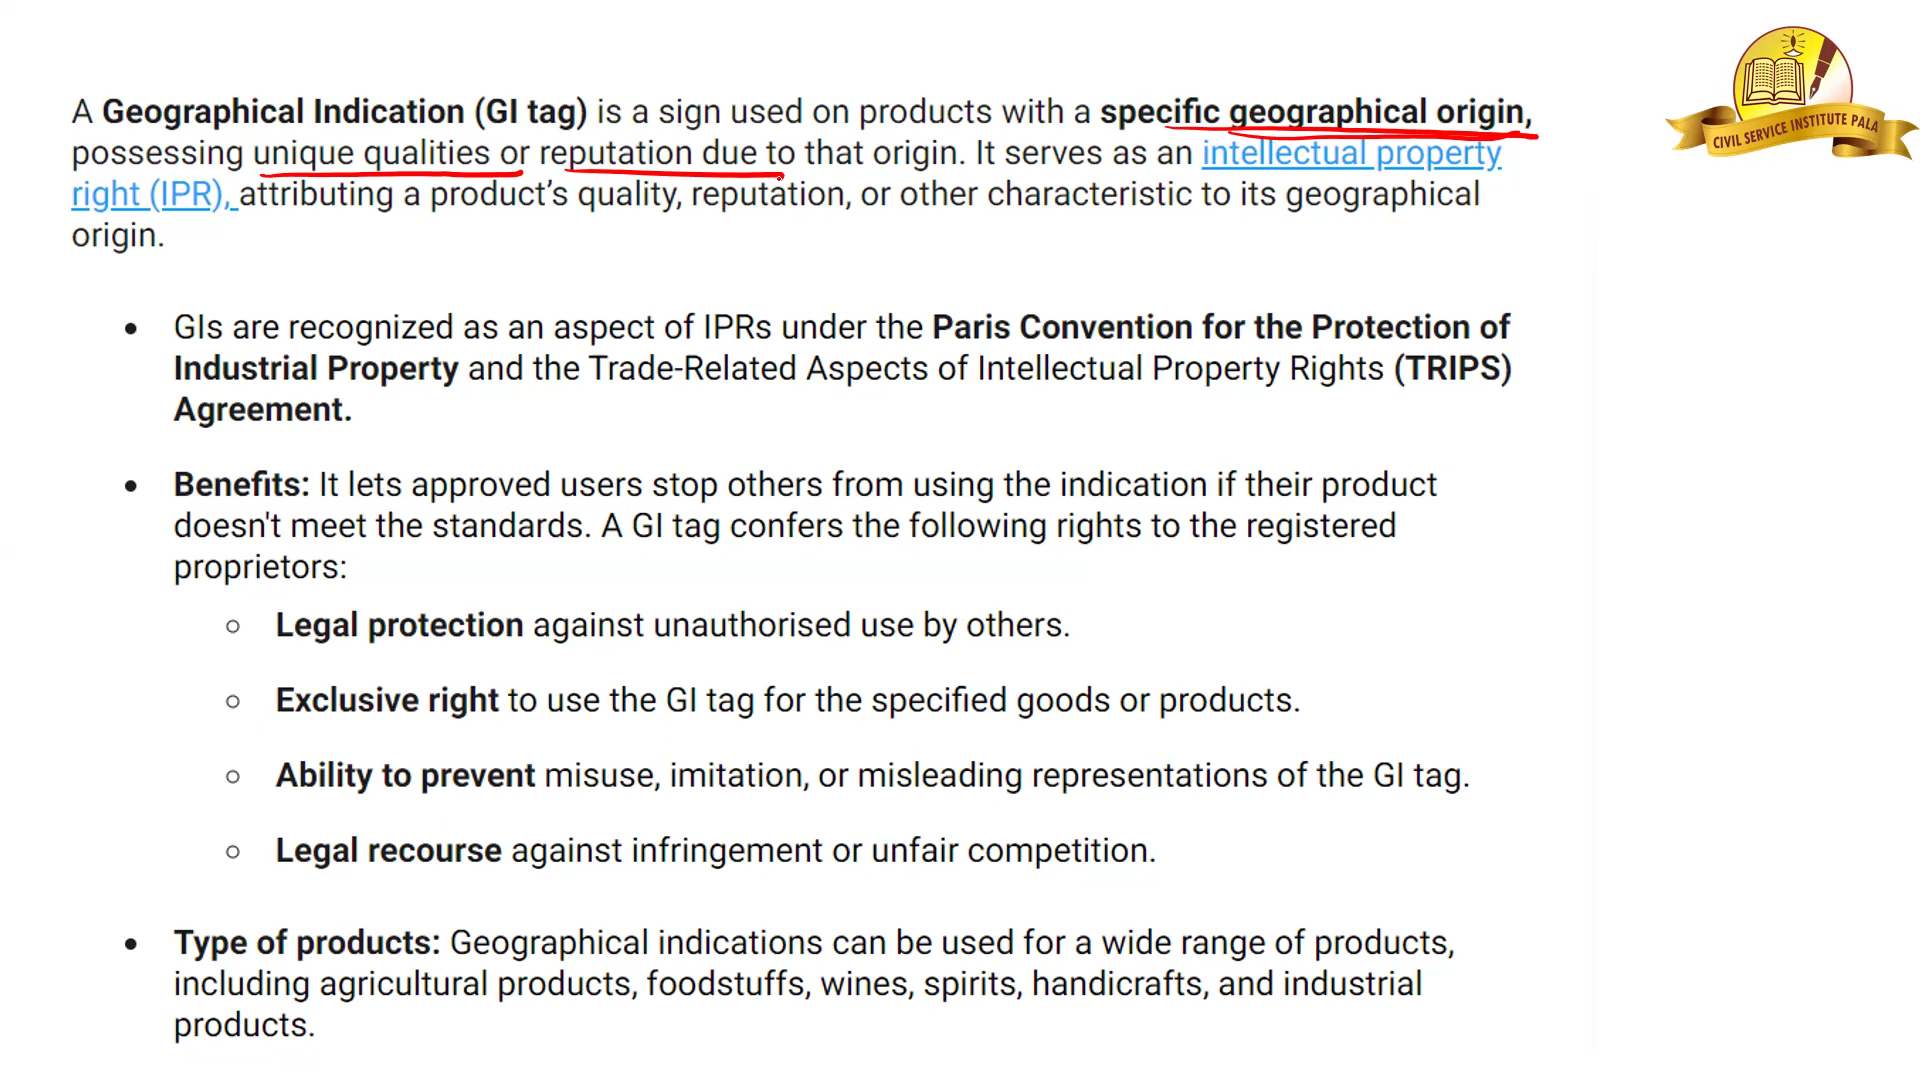 A Geographical Indication (GI tag) is a sign used on products with a specific geographical origin,
possessing unique qualities or reputation due to that origin. It serves as an intellectual property
right (IPR), attributing a product’s quality, reputation, or other characteristic to its geographical
origin.
• GIs are recognized as an aspect of IPRs under the Paris Convention for the Protection of
Industrial Property and the Trade-Related Aspects of Intellectual Property Rights (TRIPS)
Agreement.
• Benefits: It lets approved users stop others from using the indication if their product
doesn't meet the standards. A GI tag confers the following rights to the registered
proprietors:
○ Legal protection against unauthorised use by others.
○ Exclusive right to use the GI tag for the specified goods or products.
○ Ability to prevent misuse, imitation, or misleading representations of the GI tag.
○ Legal recourse against infringement or unfair competition.
• Type of products: Geographical indications can be used for a wide range of products,
including agricultural products, foodstuffs, wines, spirits, handicrafts, and industrial
products.
CIVIL SERVICE INSTITUTE PALA